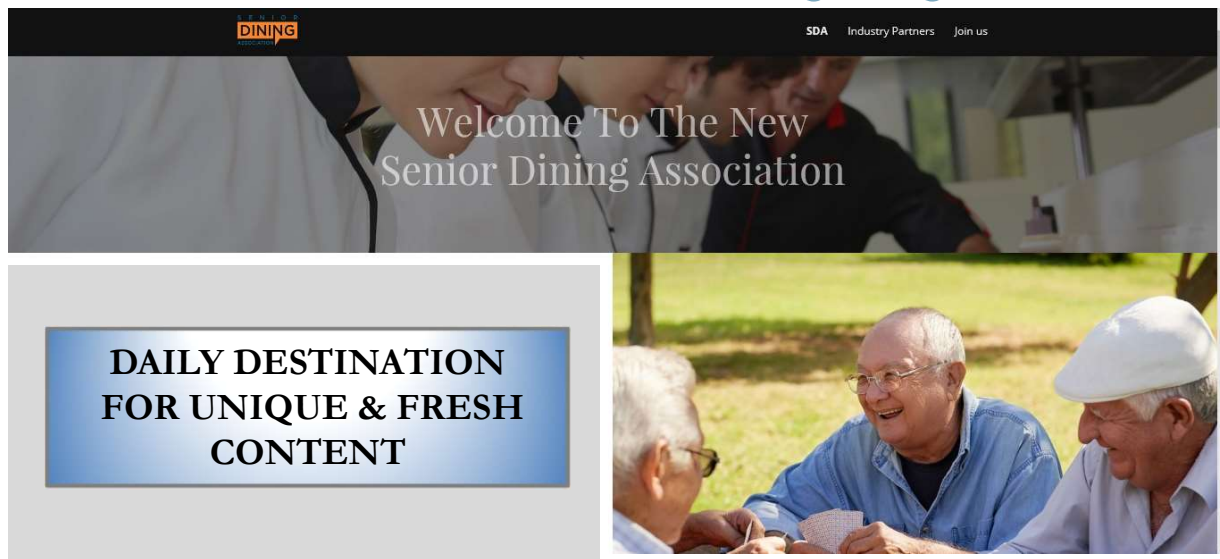 SENIOR
DINING
ASSOCIATION
SDA Industry Partners Join us
Welcome To The New
Senior Dining Association
DAILY DESTINATION
FOR UNIQUE & FRESH
CONTENT